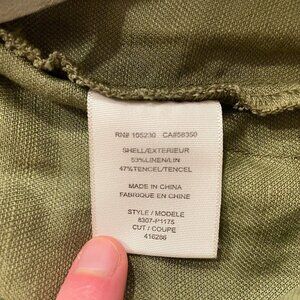 RN# 105230 CA#58350
SHELL/EXTERIEUR
53%LINEN/LIN
47%TENCEL/TENCEL
MADE IN CHINA
FABRIQUE EN CHINE
STYLE / MODÈLE
8307-P1175
CUT / COUPE
416286